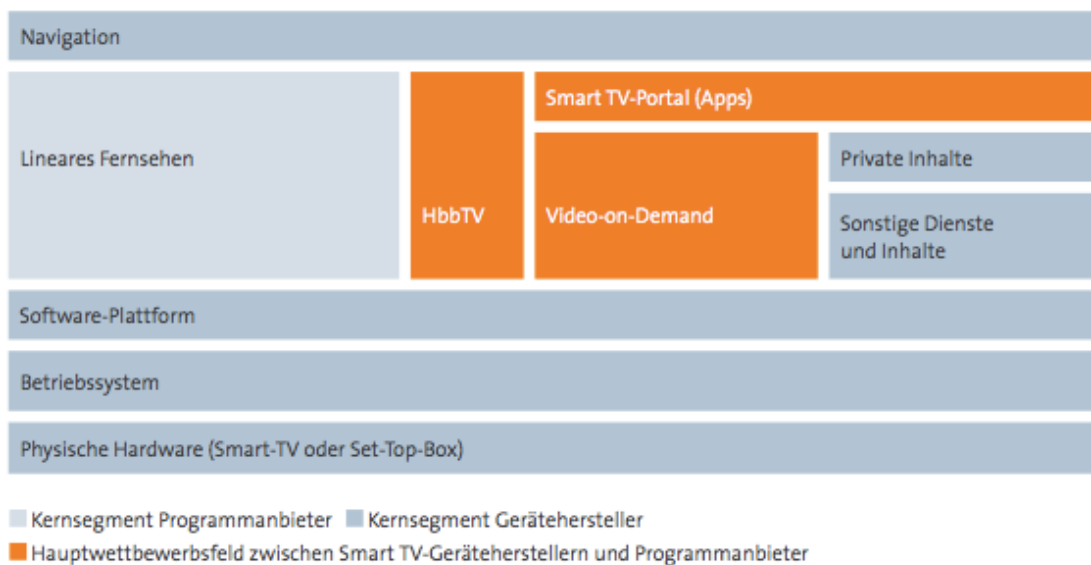 Navigation
Smart TV-Portal (Apps)
Lineares Fernsehen
HbbTV
Video-on-Demand
Private Inhalte
Sonstige Dienste
und Inhalte
Software-Plattform
Betriebssystem
Physische Hardware (Smart-TV oder Set-Top-Box)
Kernsegment Programmanbieter
Kernsegment Gerätehersteller
Hauptwettbewerbsfeld zwischen Smart TV-Geräteherstellern und Programmanbieter